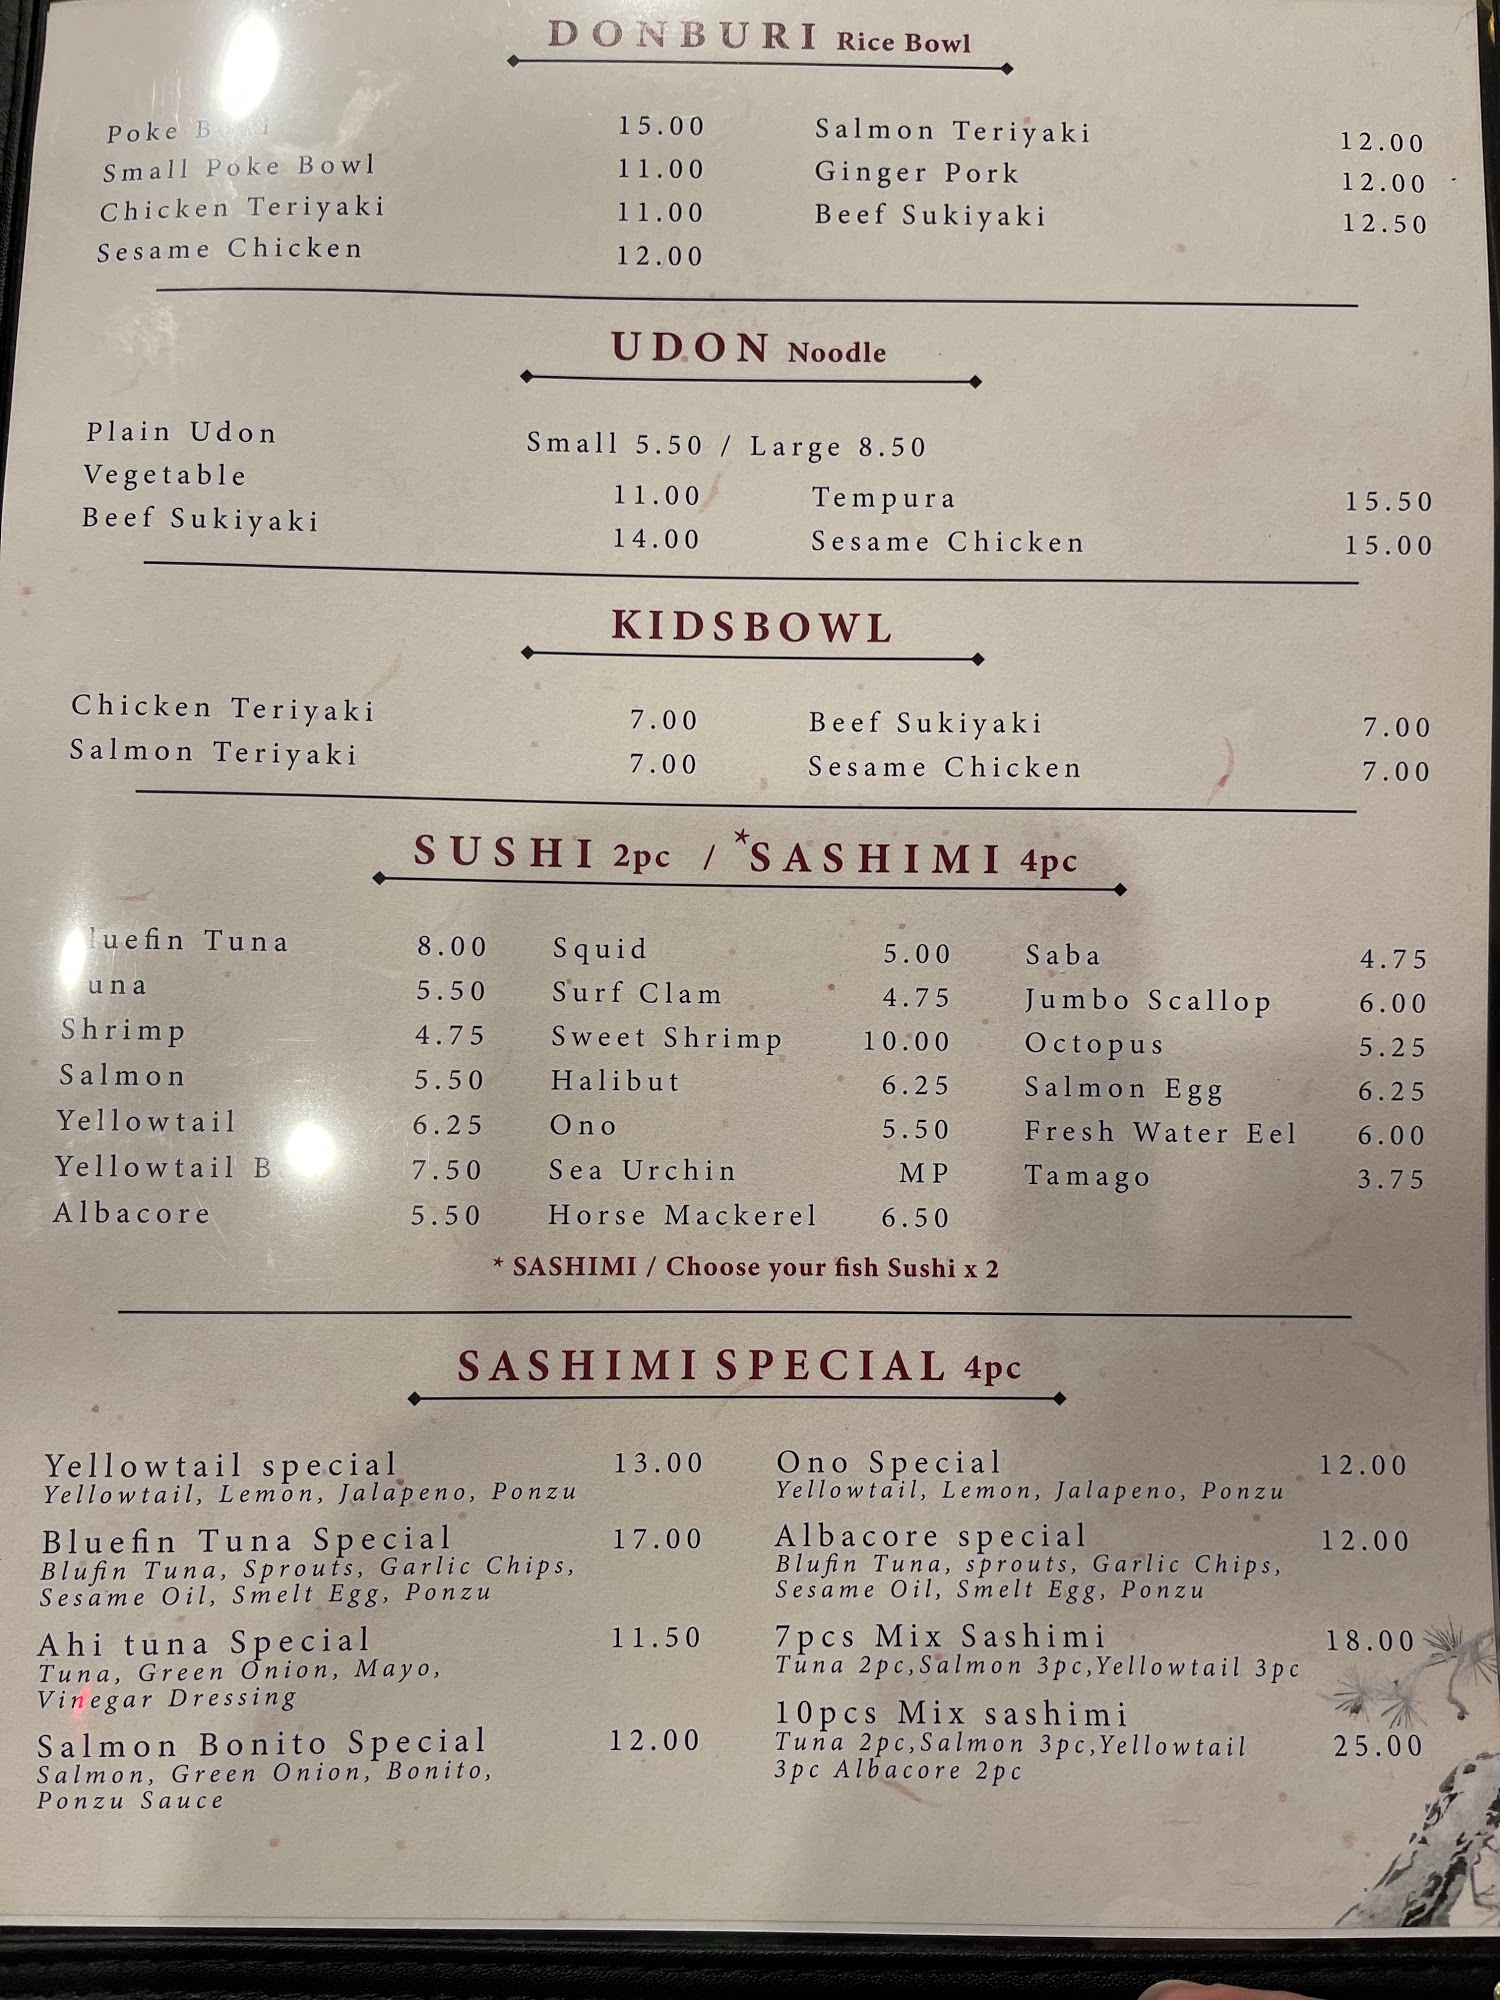 DONBURI Rice Bowl
Poke 15.00
Small Poke Bowl 11.00
Chicken Teriyaki 11.00
Sesame Chicken 12.00
Salmon Teriyaki 12.00
Ginger Pork 12.00
Beef Sukiyaki 12.50
UDON Noodle
Plain Udon Small 5.50 / Large 8.50
Vegetable 11.00
Beef Sukiyaki 14.00
Tempura 15.50
Sesame Chicken 15.00
KIDSBOWL
Chicken Teriyaki 7.00
Salmon Teriyaki 7.00
Beef Sukiyaki 7.00
Sesame Chicken 7.00
SUSHI 2pc / *SASHIMI 4pc
luefin Tuna 8.00
una 5.50
Shrimp 4.75
Salmon 5.50
Yellowtail 6.25
Yellowtail B 7.50
Albacore 5.50
Squid 5.00
Surf Clam 4.75
Sweet Shrimp 10.00
Halibut 6.25
Ono 5.50
Sea Urchin MP
Horse Mackerel 6.50
Saba 4.75
Jumbo Scallop 6.00
Octopus 5.25
Salmon Egg 6.25
Fresh Water Eel 6.00
Tamago 3.75
* SASHIMI / Choose your fish Sushi x 2
SASHIMI SPECIAL 4pc
Yellowtail special 13.00
Yellowtail, Lemon, Jalapeno, Ponzu
Bluefin Tuna Special 17.00
Blufin Tuna, Sprouts, Garlic Chips,
Sesame Oil, Smelt Egg, Ponzu
Ahi tuna Special 11.50
Tuna, Green Onion, Mayo,
Vinegar Dressing
Salmon Bonito Special 12.00
Salmon, Green Onion, Bonito,
Ponzu Sauce
Ono Special 12.00
Yellowtail, Lemon, Jalapeno, Ponzu
Albacore special 12.00
Blufin Tuna, sprouts, Garlic Chips,
Sesame Oil, Smelt Egg, Ponzu
7pcs Mix Sashimi 18.00
Tuna 2pc,Salmon 3pc,Yellowtail 3pc
10pcs Mix sashimi
Tuna 2pc,Salmon 3pc,Yellowtail 25.00
3pc Albacore 2pc